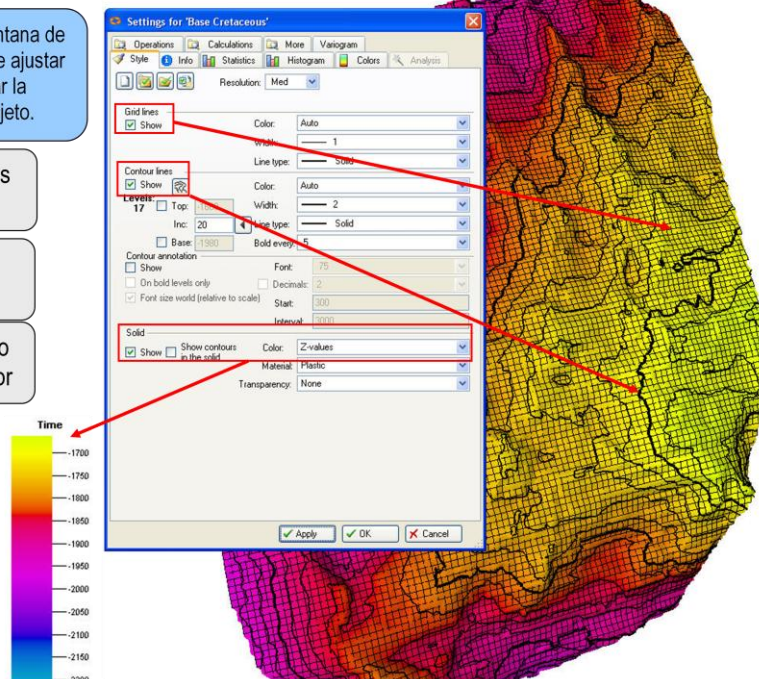 ntana de
e ajustar
ar la
jeto.
s
o
or
Settings for 'Base Cretaceous'
Operations Calculations More Variogram
Style Info Statistics Histogram Colors Analysis
Resolution: Med
Grid lines
Show Color: Auto
Width: 1
Line type: Solid
Contour lines
Show Color: Auto
Levels: 17 Top: Width: 2
Inc: 20 Line type: Solid
Base: -1980 Bold every: 5
Contour annotation
Show Font: 75
On bold levels only Decimals: 2
Font size world (relative to scale) Start: 300
Interval: 3000
Solid
Show Show contours in the solid Color: Z-values
Material: Plastic
Transparency: None
Apply OK Cancel
Time
-1700
-1750
-1800
-1850
-1900
-1950
-2000
-2050
-2100
-2150
-2200